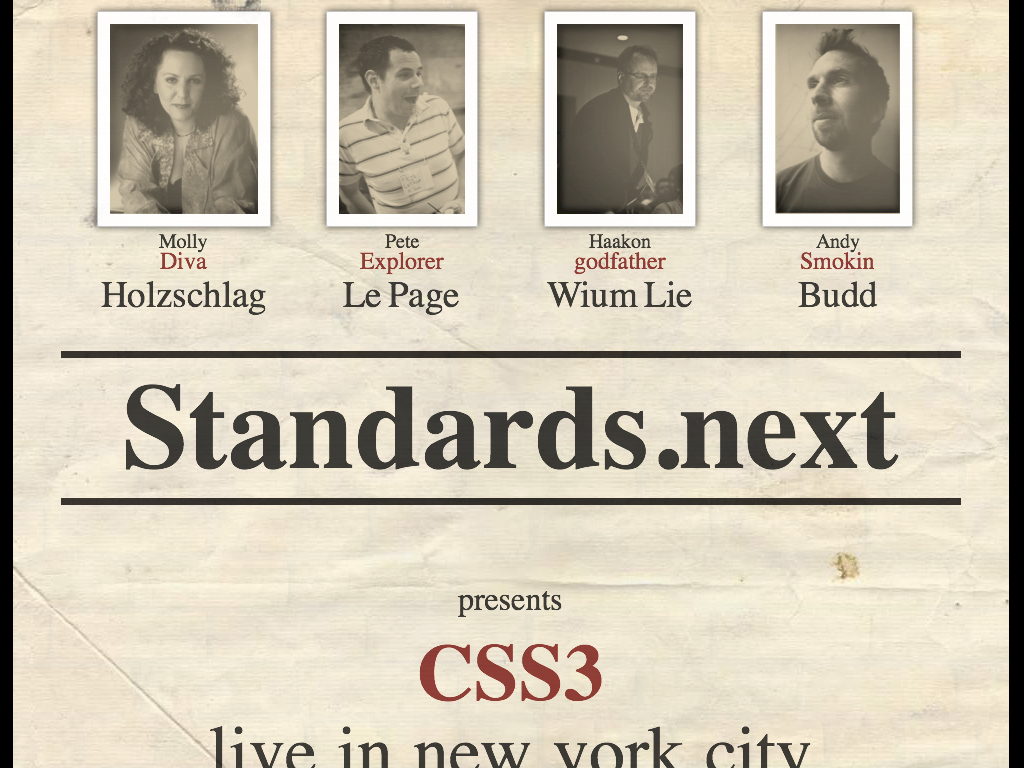 Molly
Diva
Holzschlag
Pete
Explorer
Le Page
Haakon
godfather
Wium Lie
Andy
Smokin
Budd
Standards.next
presents
CSS3
live in new york city